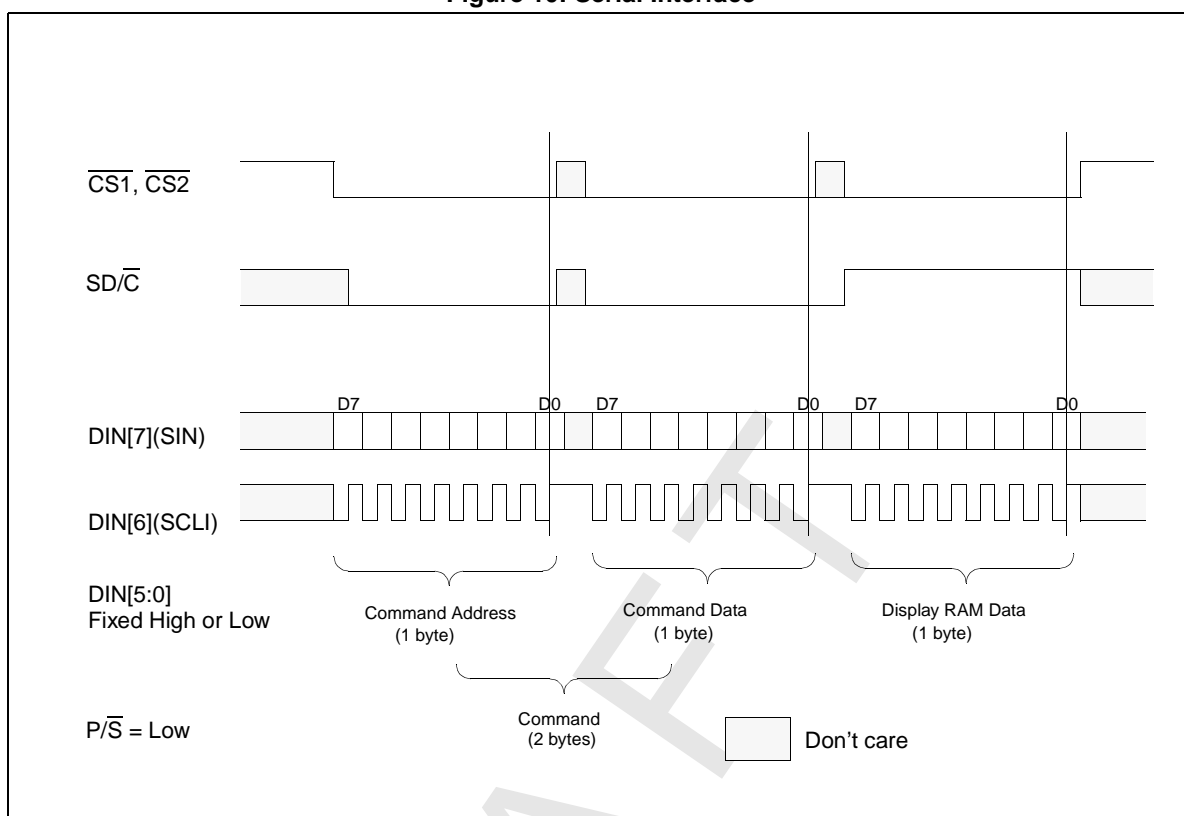 CS1, CS2
SD/C
D7 D0 D7 D0 D7 D0
DIN[7](SIN)
DIN[6](SCLI)
DIN[5:0]
Fixed High or Low
Command Address
(1 byte)
Command Data
(1 byte)
Display RAM Data
(1 byte)
Command
(2 bytes)
P/S = Low
Don't care